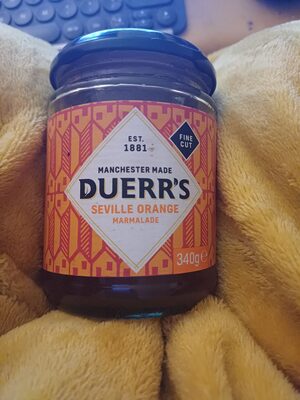 EST.
1881
FINE
CUT
MANCHESTER MADE
DUERR'S
SEVILLE ORANGE
MARMALADE
340g e